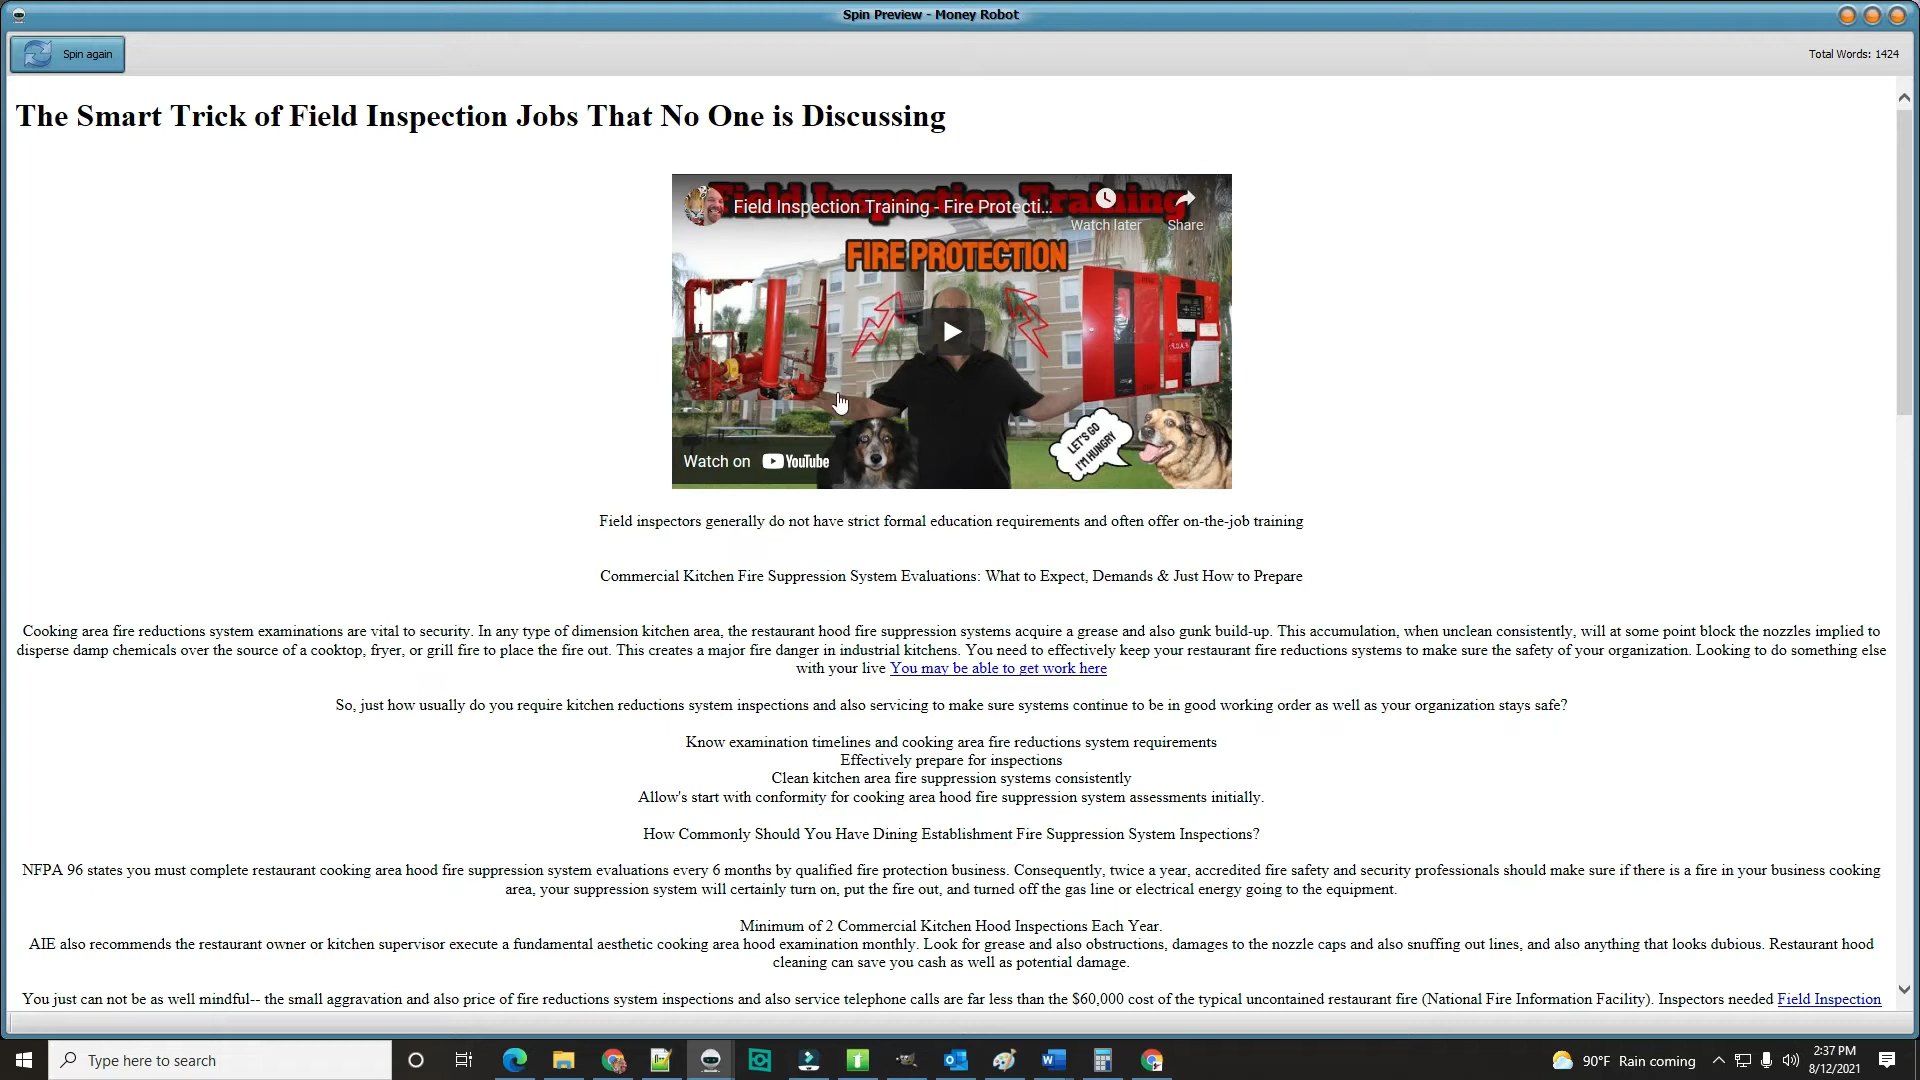 Spin Preview - Money Robot
Spin again
Total Words: 1424
The Smart Trick of Field Inspection Jobs That No One is Discussing
Field Inspection Training
Field Inspection Training - Fire Protecti...
Watch later
Share
FIRE PROTECTION
LET'S GO
I'M HUNGRY
Watch on YouTube
Field inspectors generally do not have strict formal education requirements and often offer on-the-job training
Commercial Kitchen Fire Suppression System Evaluations: What to Expect, Demands & Just How to Prepare
Cooking area fire reductions system examinations are vital to security. In any type of dimension kitchen area, the restaurant hood fire suppression systems acquire a grease and also gunk build-up. This accumulation, when unclean consistently, will at some point block the nozzles implied to
disperse damp chemicals over the source of a cooktop, fryer, or grill fire to place the fire out. This creates a major fire danger in industrial kitchens. You need to effectively keep your restaurant fire reductions systems to make sure the safety of your organization. Looking to do something else
with your live You may be able to get work here
So, just how usually do you require kitchen reductions system inspections and also servicing to make sure systems continue to be in good working order as well as your organization stays safe?
Know examination timelines and cooking area fire reductions system requirements
Effectively prepare for inspections
Clean kitchen area fire suppression systems consistently
Allow's start with conformity for cooking area hood fire suppression system assessments initially.
How Commonly Should You Have Dining Establishment Fire Suppression System Inspections?
NFPA 96 states you must complete restaurant cooking area hood fire suppression system evaluations every 6 months by qualified fire protection business. Consequently, twice a year, accredited fire safety and security professionals should make sure if there is a fire in your business cooking
area, your suppression system will certainly turn on, put the fire out, and turned off the gas line or electrical energy going to the equipment.
Minimum of 2 Commercial Kitchen Hood Inspections Each Year.
AIE also recommends the restaurant owner or kitchen supervisor execute a fundamental aesthetic cooking area hood examination monthly. Look for grease and also obstructions, damages to the nozzle caps and also snuffing out lines, and also anything that looks dubious. Restaurant hood
cleaning can save you cash as well as potential damage.
You just can not be as well mindful-- the small aggravation and also price of fire reductions system inspections and also service telephone calls are far less than the $60,000 cost of the typical uncontained restaurant fire (National Fire Information Facility). Inspectors needed Field Inspection
Type here to search
90°F Rain coming
2:37 PM
8/12/2021